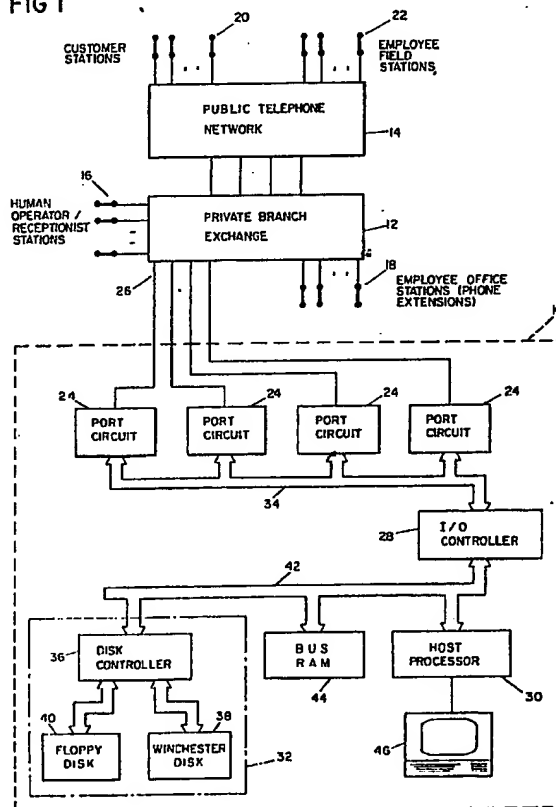 FIG 1
20
22
CUSTOMER
STATIONS
EMPLOYEE
FIELD
STATIONS
PUBLIC TELEPHONE
NETWORK
14
16
HUMAN
OPERATOR /
RECEPTIONIST
STATIONS
PRIVATE BRANCH
EXCHANGE
12
26
18
EMPLOYEE OFFICE
STATIONS (PHONE
EXTENSIONS)
24
PORT
CIRCUIT
24
PORT
CIRCUIT
24
PORT
CIRCUIT
24
PORT
CIRCUIT
34
28
I/O
CONTROLLER
42
36
DISK
CONTROLLER
BUS
RAM
44
HOST
PROCESSOR
30
40
FLOPPY
DISK
38
WINCHESTER
DISK
32
46